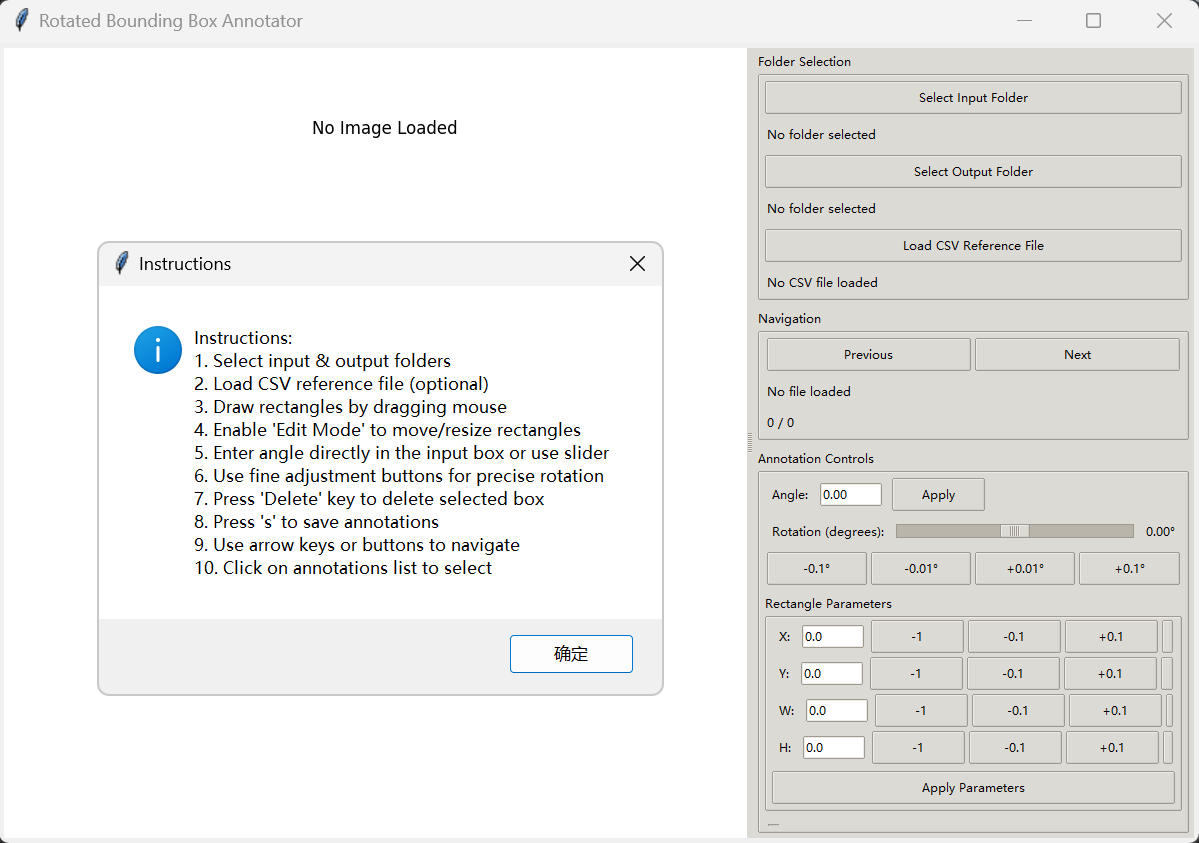 Rotated Bounding Box Annotator
No Image Loaded
Instructions
Instructions:
1. Select input & output folders
2. Load CSV reference file (optional)
3. Draw rectangles by dragging mouse
4. Enable 'Edit Mode' to move/resize rectangles
5. Enter angle directly in the input box or use slider
6. Use fine adjustment buttons for precise rotation
7. Press 'Delete' key to delete selected box
8. Press 's' to save annotations
9. Use arrow keys or buttons to navigate
10. Click on annotations list to select
确定
Folder Selection
Select Input Folder
No folder selected
Select Output Folder
No folder selected
Load CSV Reference File
No CSV file loaded
Navigation
Previous Next
No file loaded
0 / 0
Annotation Controls
Angle: 0.00 Apply
Rotation (degrees): 0.00°
-0.1° -0.01° +0.01° +0.1°
Rectangle Parameters
X: 0.0 -1 -0.1 +0.1
Y: 0.0 -1 -0.1 +0.1
W: 0.0 -1 -0.1 +0.1
H: 0.0 -1 -0.1 +0.1
Apply Parameters